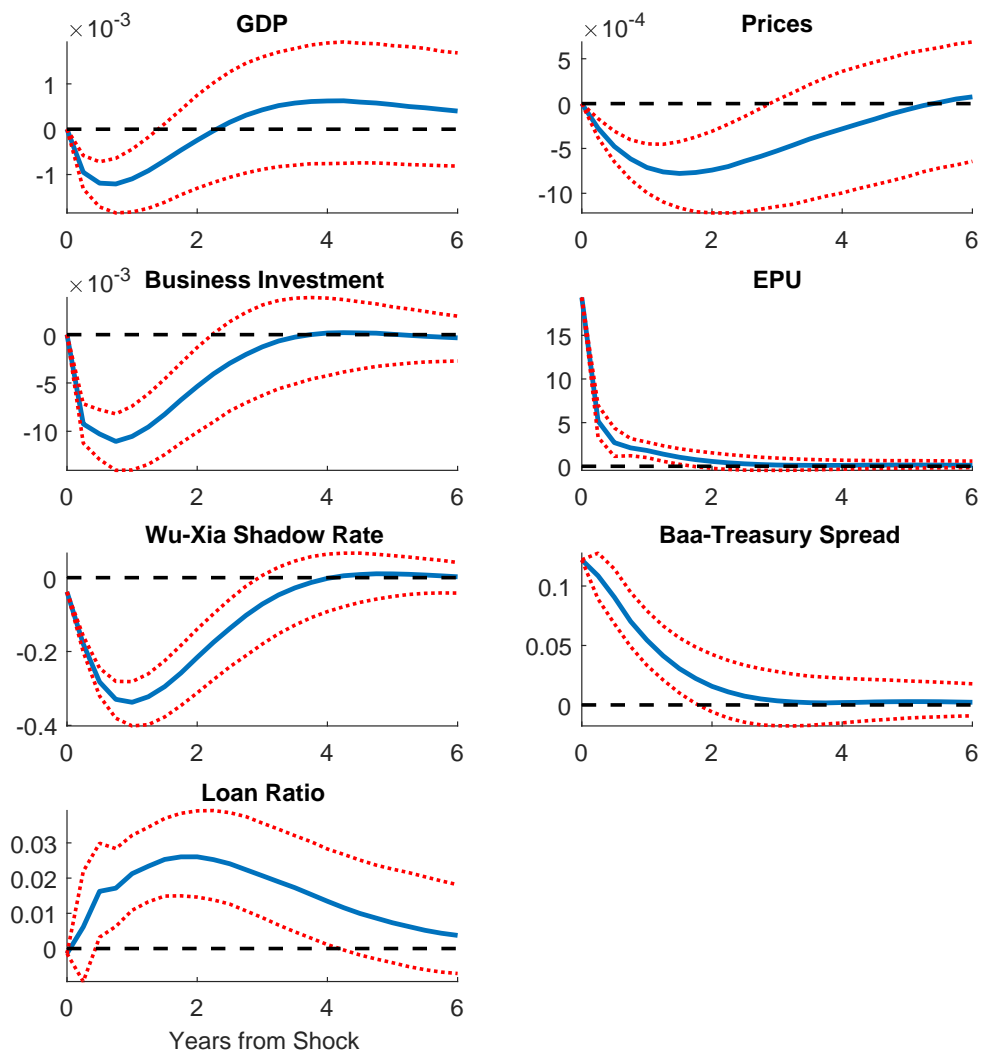 GDP
×10-3
1
0
-1
0 2 4 6
Prices
×10-4
5
0
-5
-10
0 2 4 6
Business Investment
×10-3
0
-5
-10
0 2 4 6
EPU
15
10
5
0
0 2 4 6
Wu-Xia Shadow Rate
0
-0.2
-0.4
0 2 4 6
Baa-Treasury Spread
0.1
0.05
0
0 2 4 6
Loan Ratio
0.03
0.02
0.01
0
0 2 4 6
Years from Shock